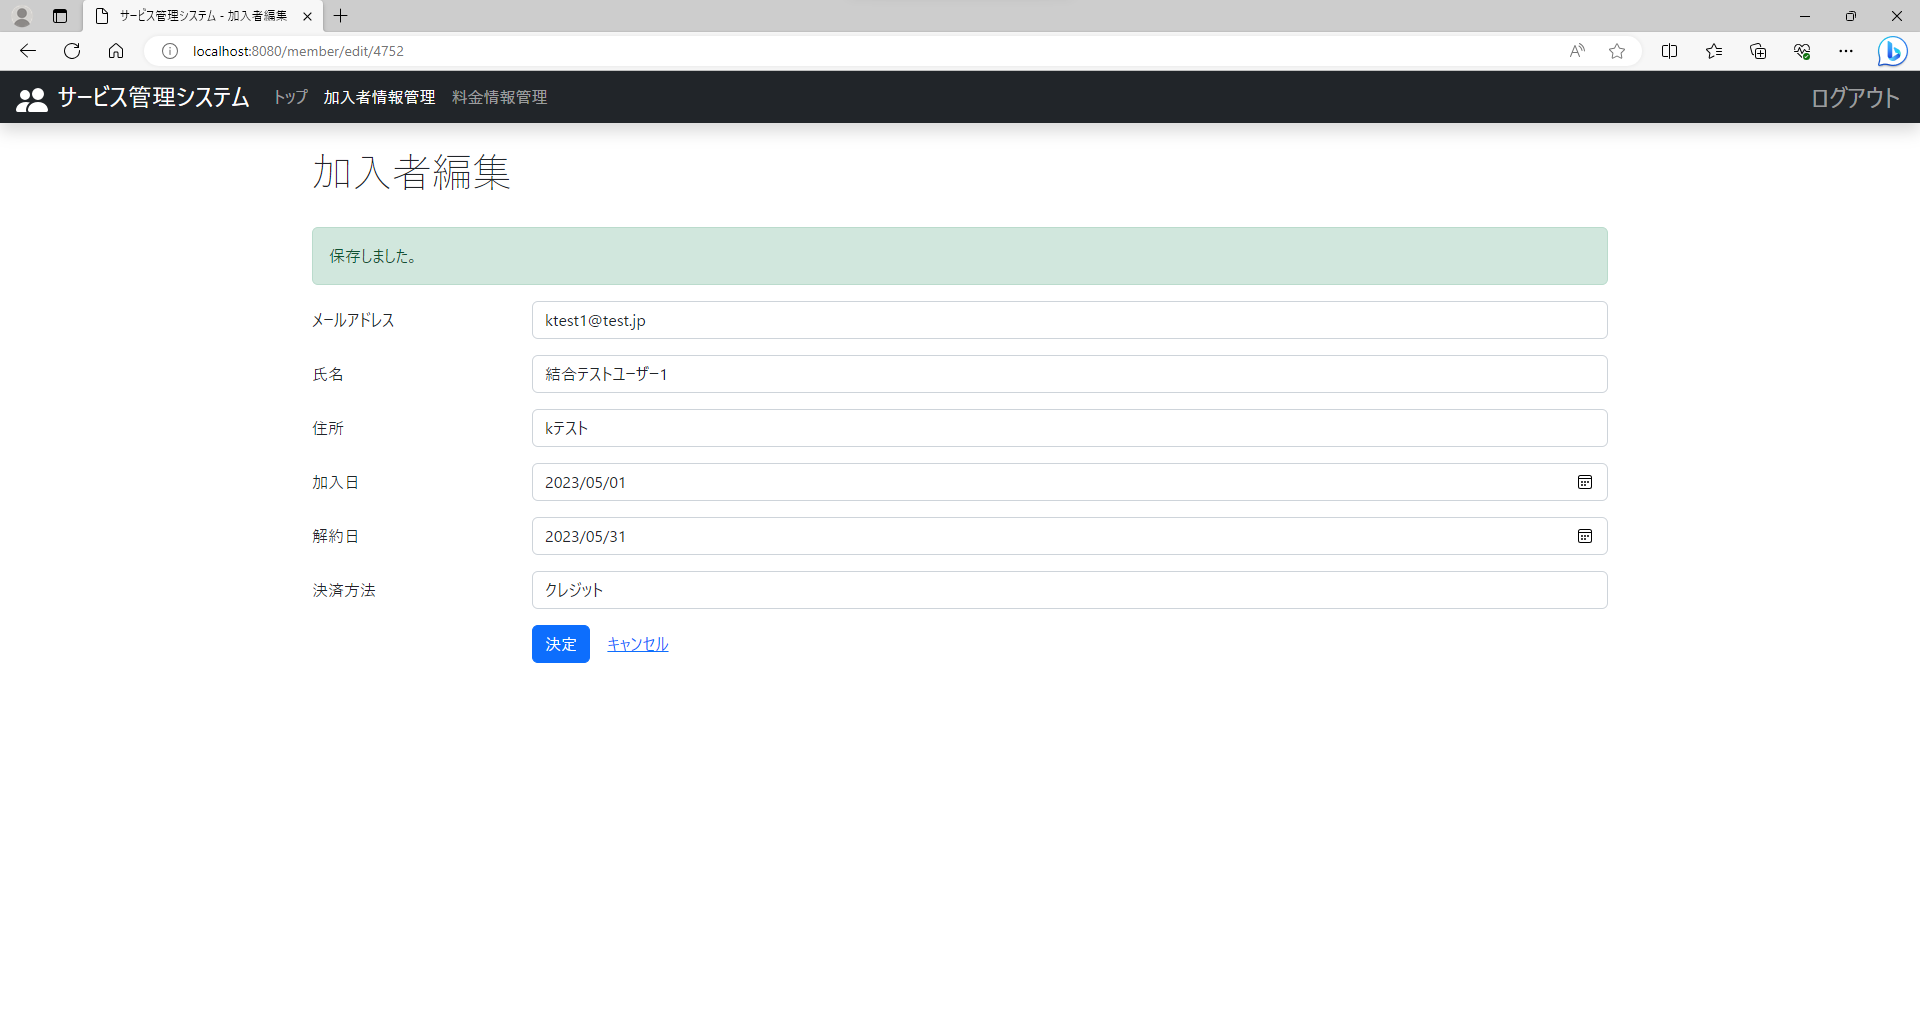 サービス管理システム - 加入者編集
localhost:8080/member/edit/4752
サービス管理システム トップ 加入者情報管理 料金情報管理 ログアウト
加入者編集
保存しました。
メールアドレス ktest1@test.jp
氏名 結合テストユーザー1
住所 kテスト
加入日 2023/05/01
解約日 2023/05/31
決済方法 クレジット
決定 キャンセル